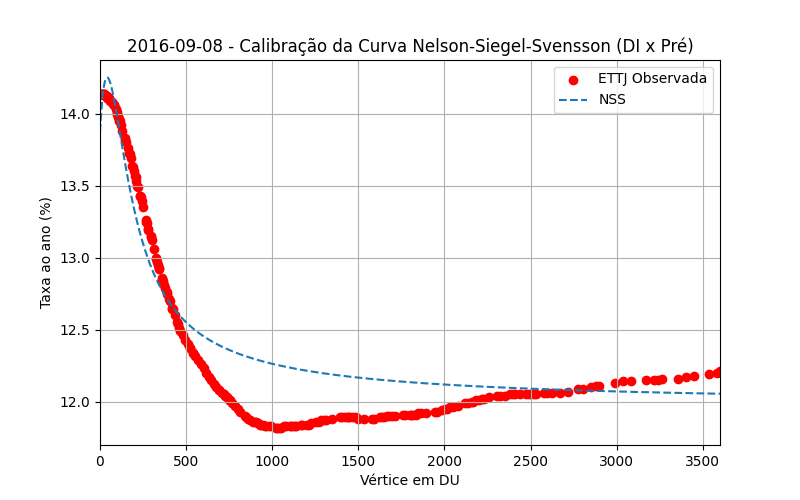 2016-09-08 - Calibração da Curva Nelson-Siegel-Svensson (DI x Pré)
ETTJ Observada
NSS
Taxa ao ano (%)
14.0
13.5
13.0
12.5
12.0
0 500 1000 1500 2000 2500 3000 3500
Vértice em DU